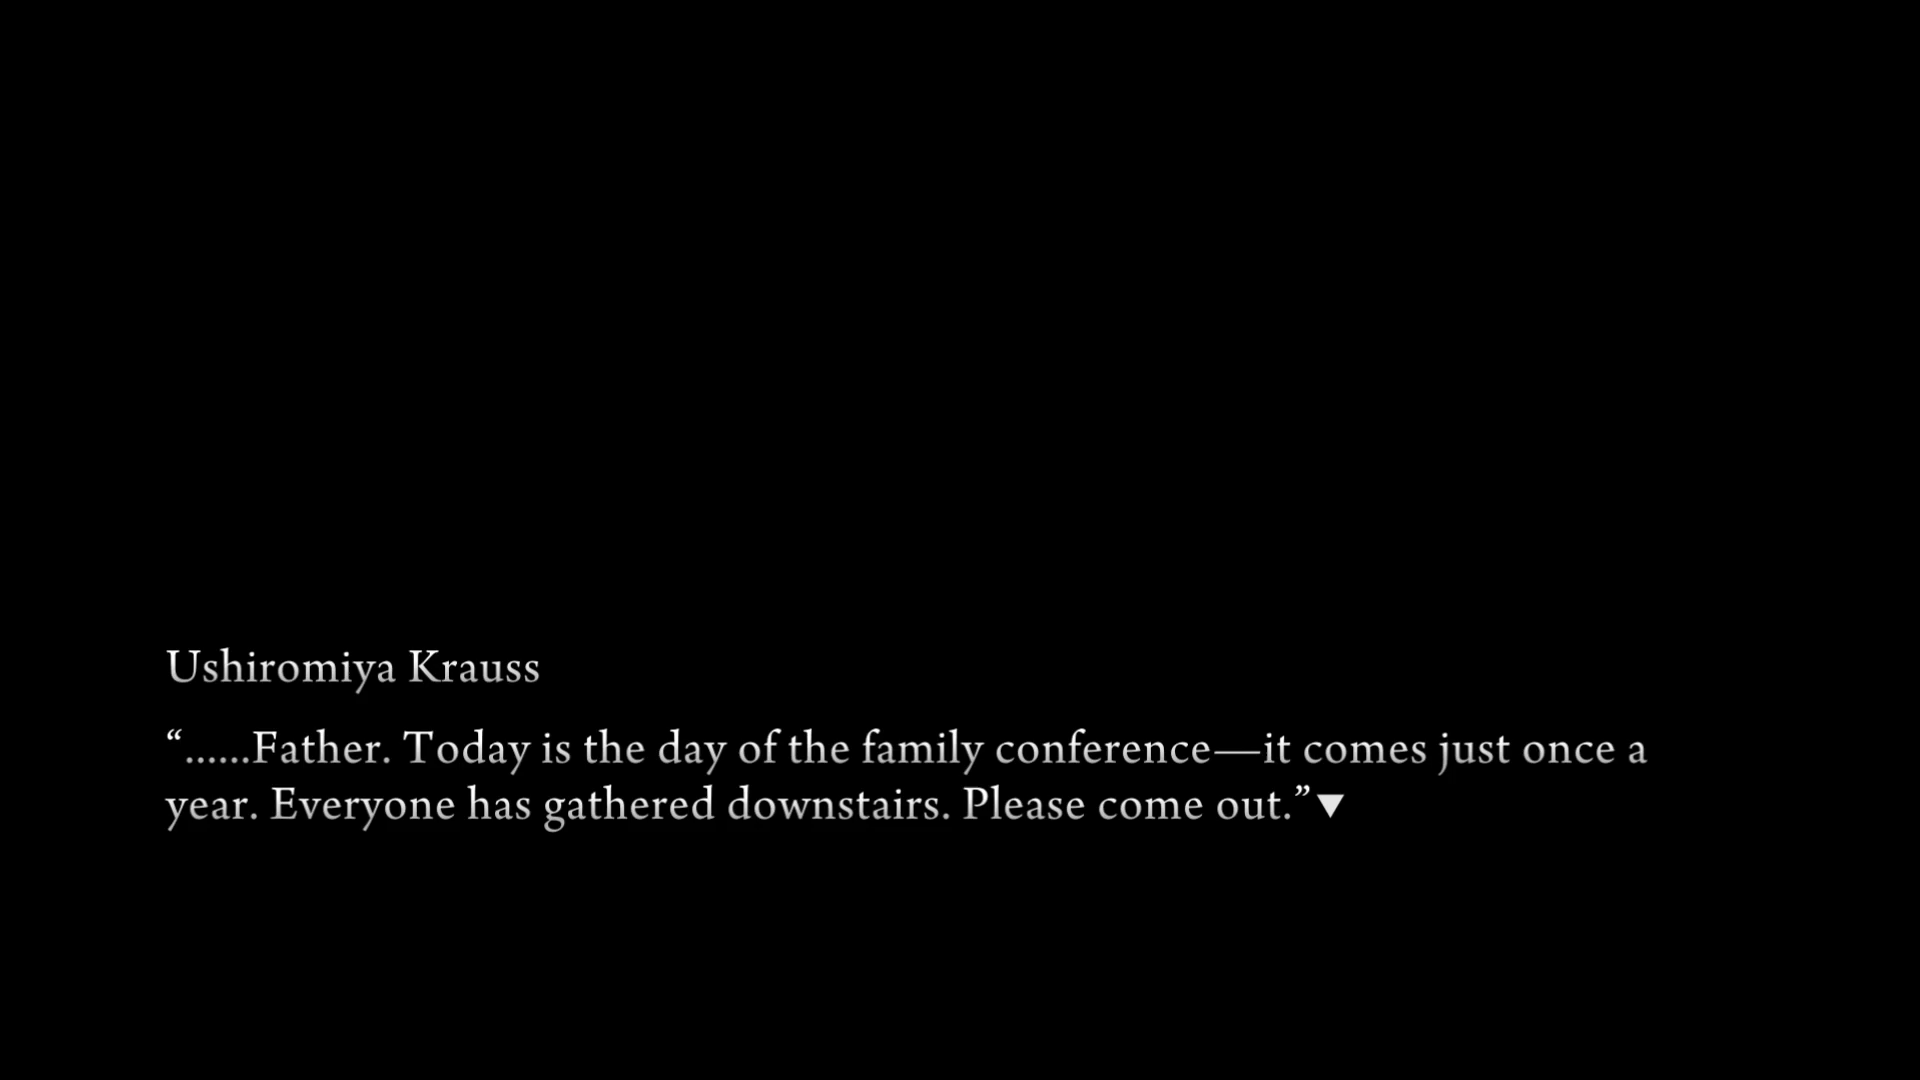 Ushiromiya Krauss
“......Father. Today is the day of the family conference—it comes just once a
year. Everyone has gathered downstairs. Please come out.”▼